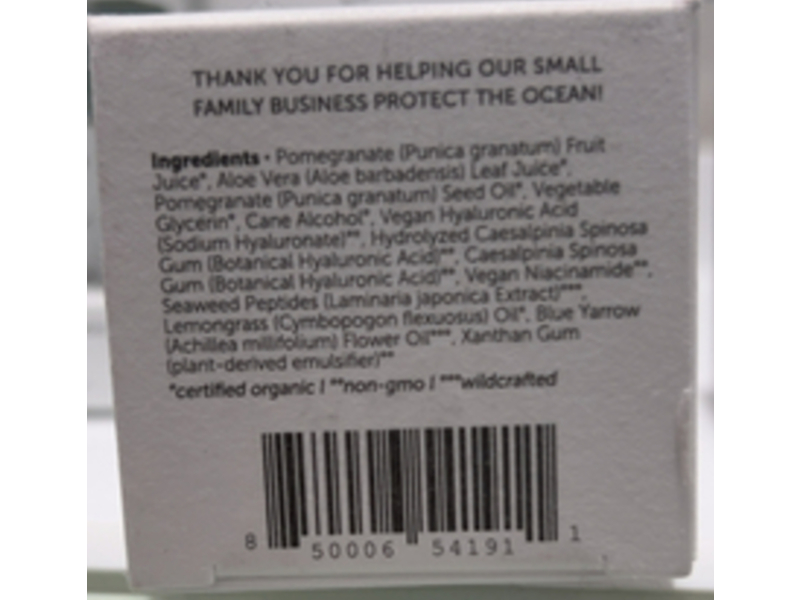 THANK YOU FOR HELPING OUR SMALL
FAMILY BUSINESS PROTECT THE OCEAN!
Ingredients · Pomegranate (Punica granatum) Fruit
Juice*, Aloe Vera (Aloe barbadensis) Leaf Juice*,
Pomegranate (Punica granatum) Seed Oil*, Vegetable
Glycerin*, Cane Alcohol*, Vegan Hyaluronic Acid
(Sodium Hyaluronate)**, Hydrolyzed Caesalpinia Spinosa
Gum (Botanical Hyaluronic Acid)**, Caesalpinia Spinosa
Gum (Botanical Hyaluronic Acid)**, Vegan Niacinamide**,
Seaweed Peptides (Laminaria japonica Extract)***,
Lemongrass (Cymbopogon flexuosus) Oil*, Blue Yarrow
(Achillea millifolium) Flower Oil***, Xanthan Gum
(plant-derived emulsifier)**
*certified organic | **non-gmo | ***wildcrafted
8 50006 54191 1